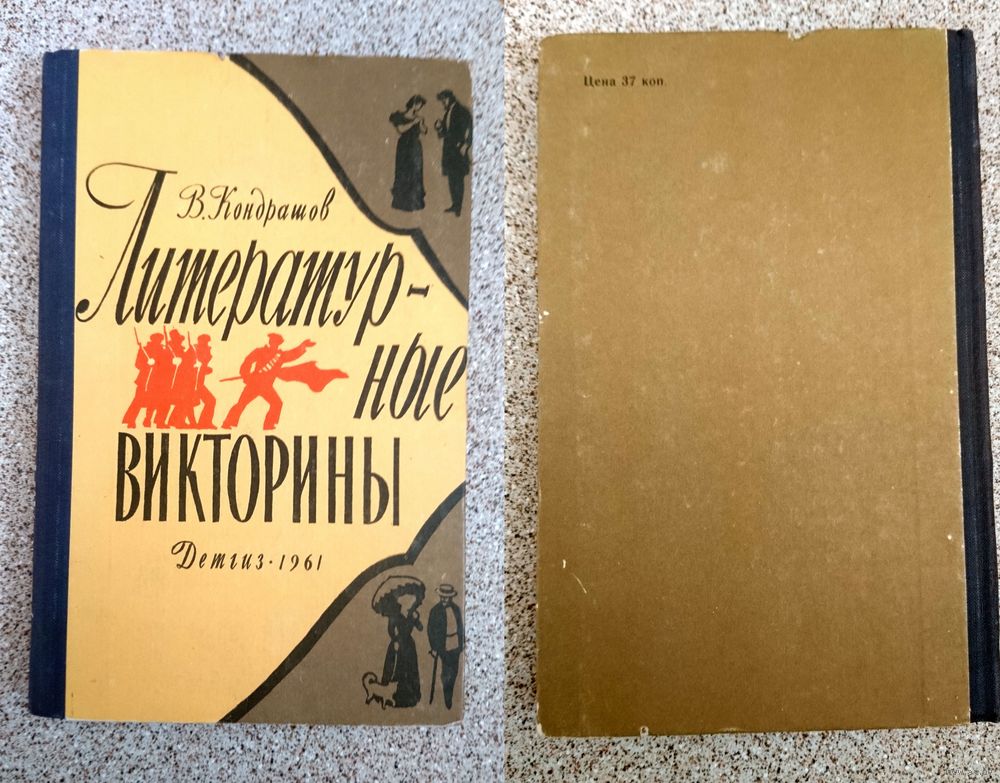 В. Кондрашов
Литератур-
ные
ВИКТОРИНЫ
Детгиз · 1961
Цена 37 коп.